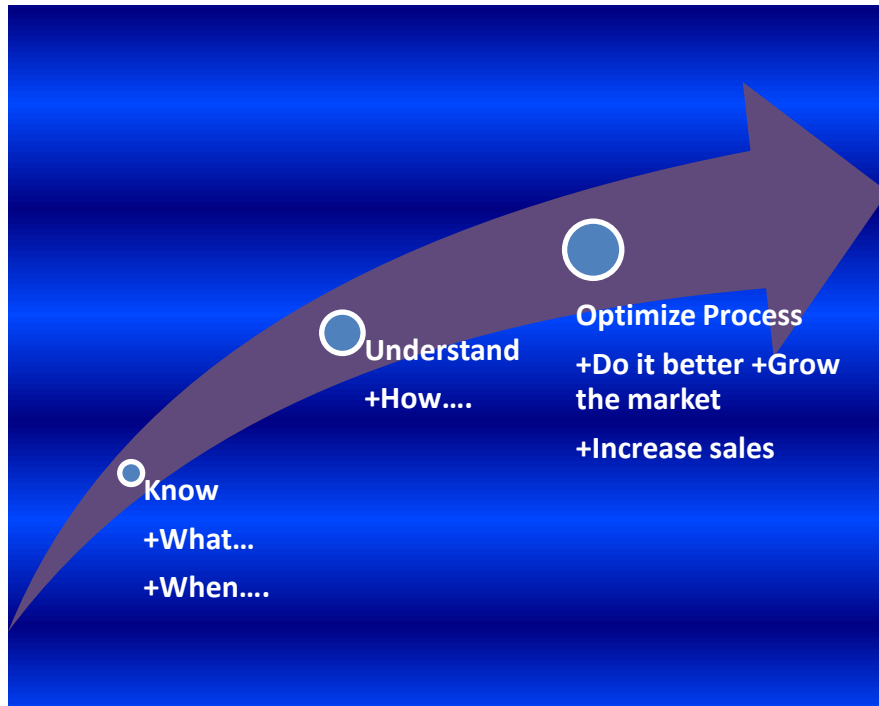 Optimize Process
+Do it better +Grow
the market
+Increase sales
Understand
+How....
Know
+What…
+When....